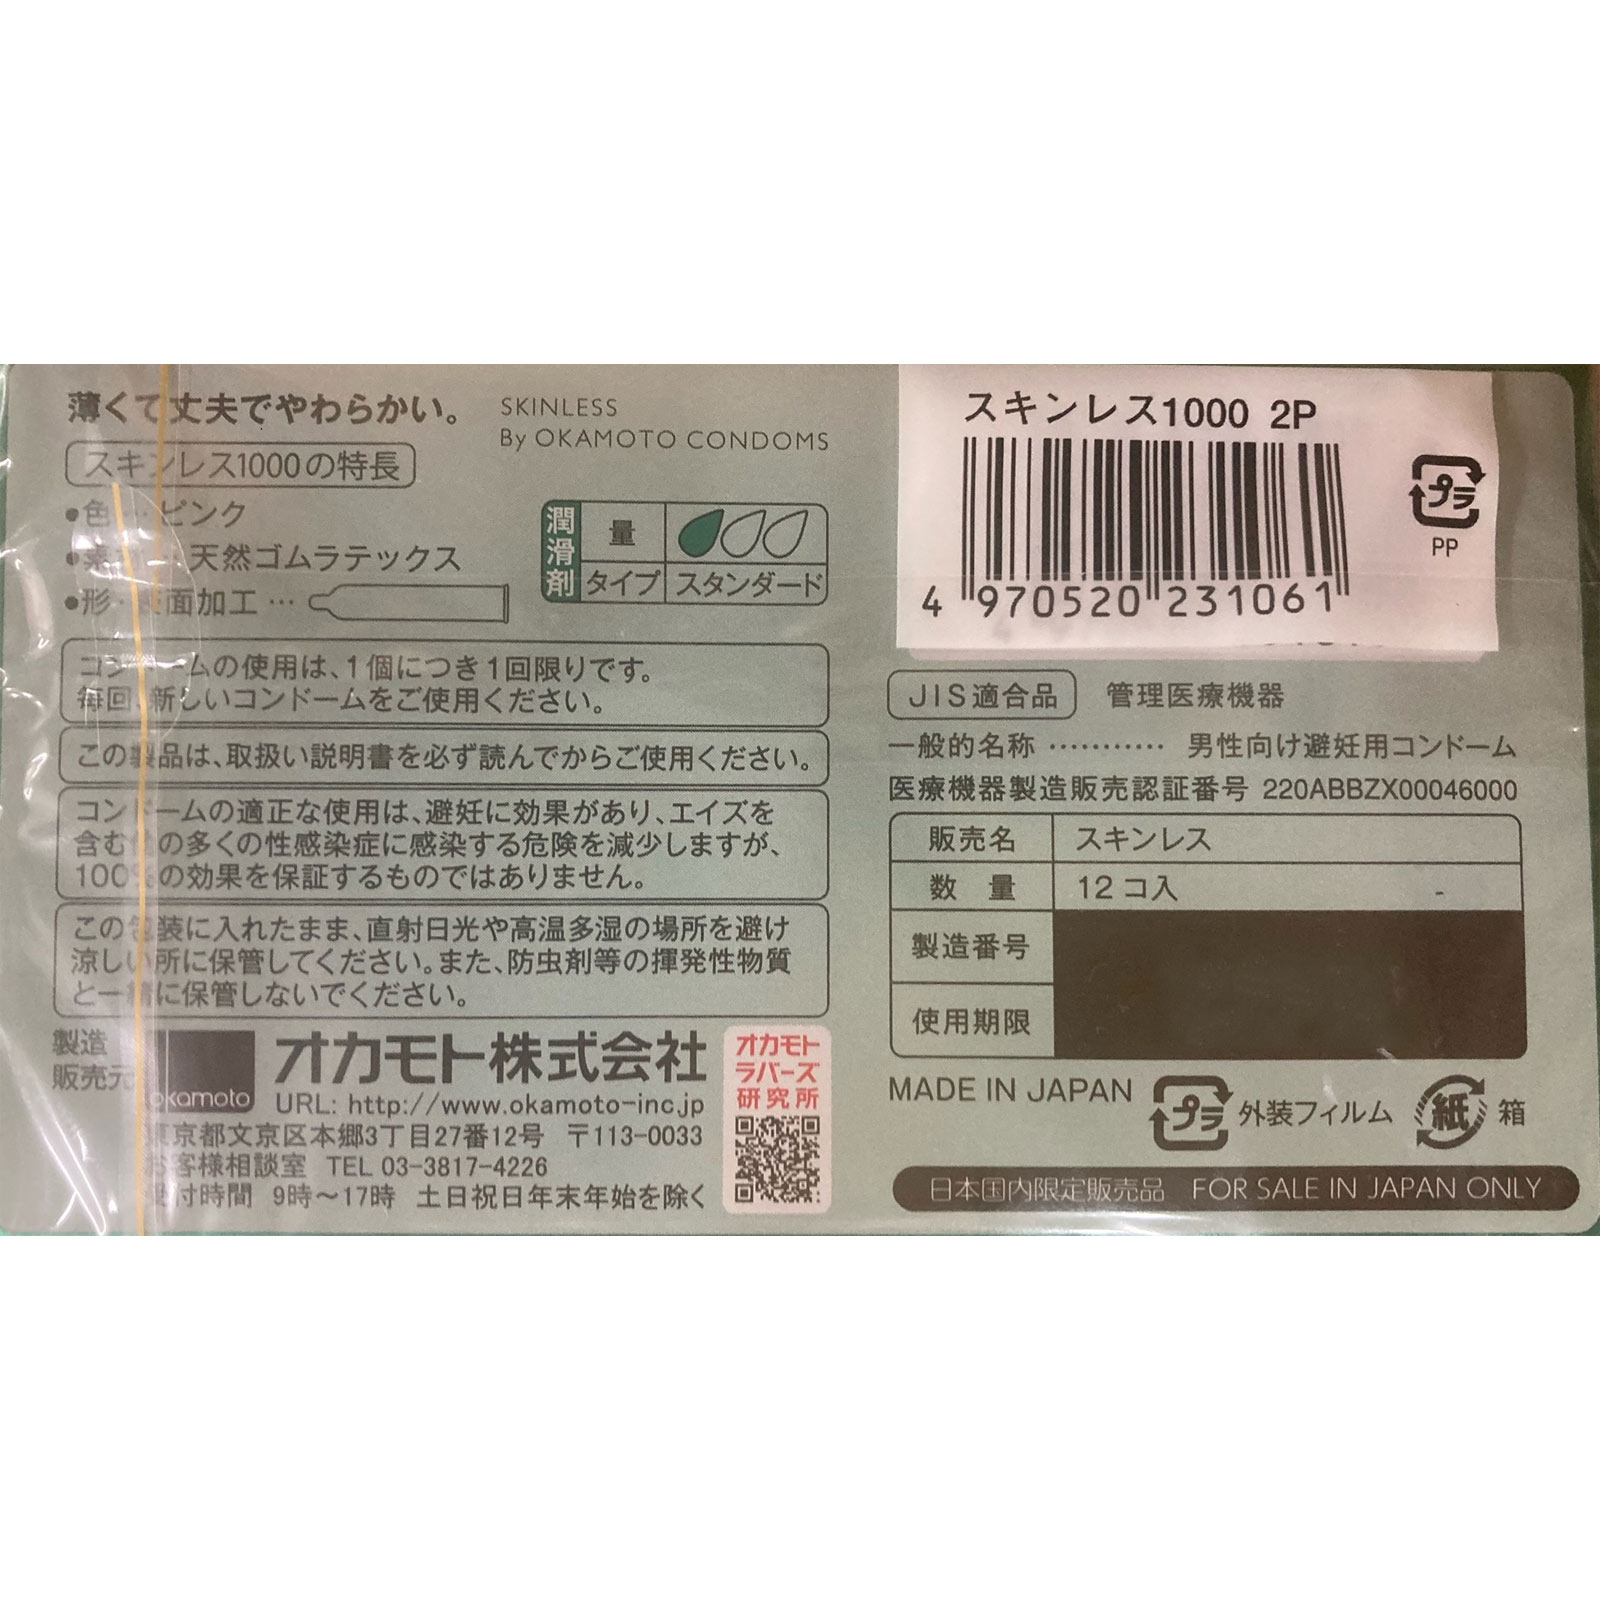 薄くて丈夫でやわらかい。
SKINLESS
By OKAMOTO CONDOMS
スキンレス1000の特長
●色 … ピンク
天然ゴムラテックス
●形・表面加工 …
潤滑剤
量
タイプ スタンダード
コンドームの使用は、1個につき1回限りです。
毎回、新しいコンドームをご使用ください。
この製品は、取扱い説明書を必ず読んでからご使用ください。
コンドームの適正な使用は、避妊に効果があり、エイズを
含む他の多くの性感染症に感染する危険を減少しますが、
100%の効果を保証するものではありません。
この包装に入れたまま、直射日光や高温多湿の場所を避け
涼しい所に保管してください。また、防虫剤等の揮発性物質
と一緒に保管しないでください。
製造
販売元
okamoto
オカモト株式会社
URL: http://www.okamoto-inc.jp
東京都文京区本郷3丁目27番12号 〒113-0033
お客様相談室 TEL 03-3817-4226
受付時間 9時～17時 土日祝日年末年始を除く
オカモト
ラバーズ
研究所
スキンレス1000 2P
4 970520 231061
プラ
PP
JIS適合品 管理医療機器
一般的名称 ………… 男性向け避妊用コンドーム
医療機器製造販売認証番号 220ABBZX00046000
販売名 スキンレス
数 量 12コ入
製造番号
使用期限
MADE IN JAPAN
プラ 外装フィルム
紙 箱
日本国内限定販売品 FOR SALE IN JAPAN ONLY